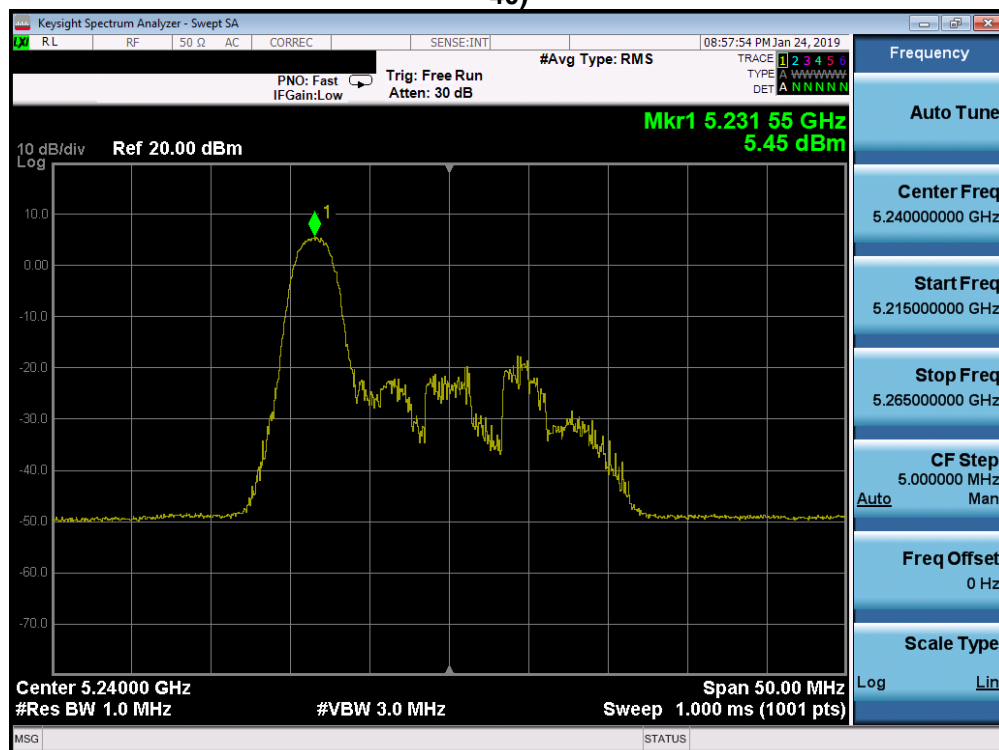 Keysight Spectrum Analyzer - Swept SA
LXI RL RF 50 Ω AC CORREC SENSE:INT 08:57:54 PM Jan 24, 2019
#Avg Type: RMS TRACE 1 2 3 4 5 6
PNO: Fast Trig: Free Run TYPE A WWWWW
IFGain:Low Atten: 30 dB DET A N N N N N
Mkr1 5.231 55 GHz
5.45 dBm
10 dB/div Ref 20.00 dBm
Log
1
10.0
0.00
-10.0
-20.0
-30.0
-40.0
-50.0
-60.0
-70.0
Center 5.24000 GHz Span 50.00 MHz
#Res BW 1.0 MHz #VBW 3.0 MHz Sweep 1.000 ms (1001 pts)
MSG STATUS
Frequency
Auto Tune
Center Freq
5.240000000 GHz
Start Freq
5.215000000 GHz
Stop Freq
5.265000000 GHz
CF Step
5.000000 MHz
Auto Man
Freq Offset
0 Hz
Scale Type
Log Lin